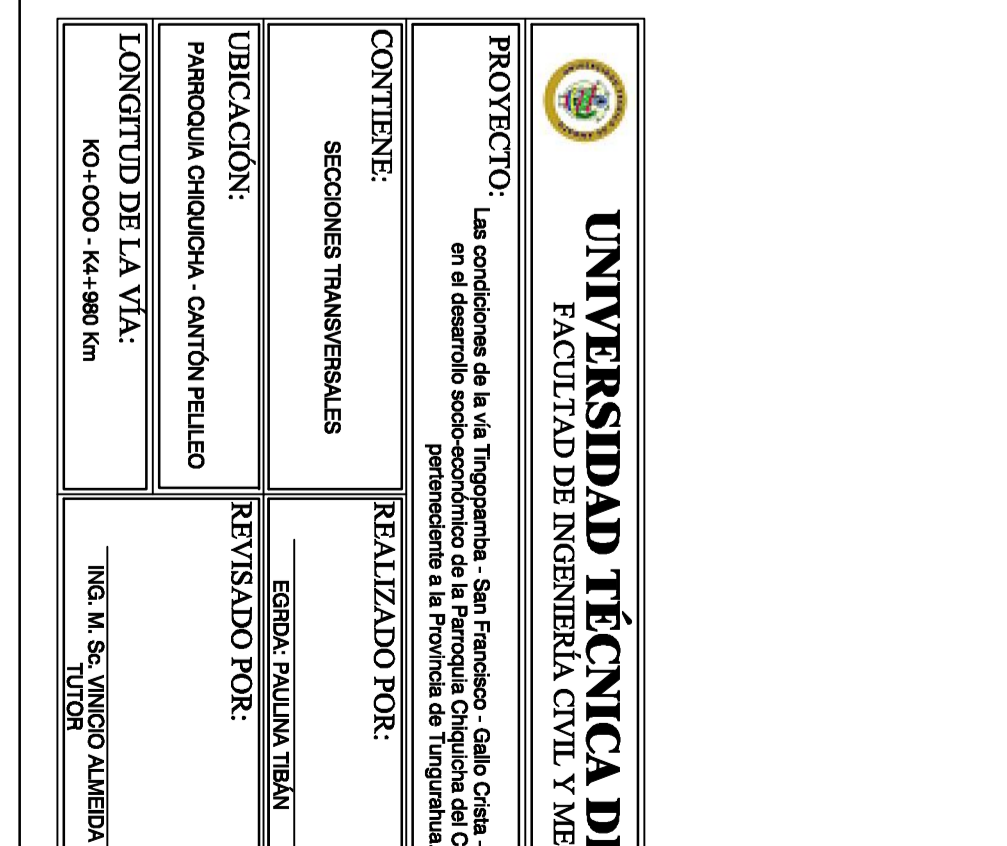 UNIVERSIDAD TÉCNICA DE
FACULTAD DE INGENIERÍA CIVIL Y ME
PROYECTO:
Las condiciones de la vía Tingopamba - San Francisco - Gallo Crista -
en el desarrollo socio-económico de la Parroquia Chiquicha del C
perteneciente a la Provincia de Tungurahua.
CONTIENE:
SECCIONES TRANSVERSALES
REALIZADO POR:
EGRDA: PAULINA TIBÁN
UBICACIÓN:
PARROQUIA CHIQUICHA - CANTÓN PELILEO
REVISADO POR:
ING. M. Sc. VINICIO ALMEIDA
TUTOR
LONGITUD DE LA VÍA:
KO+OOO - K4+980 Km